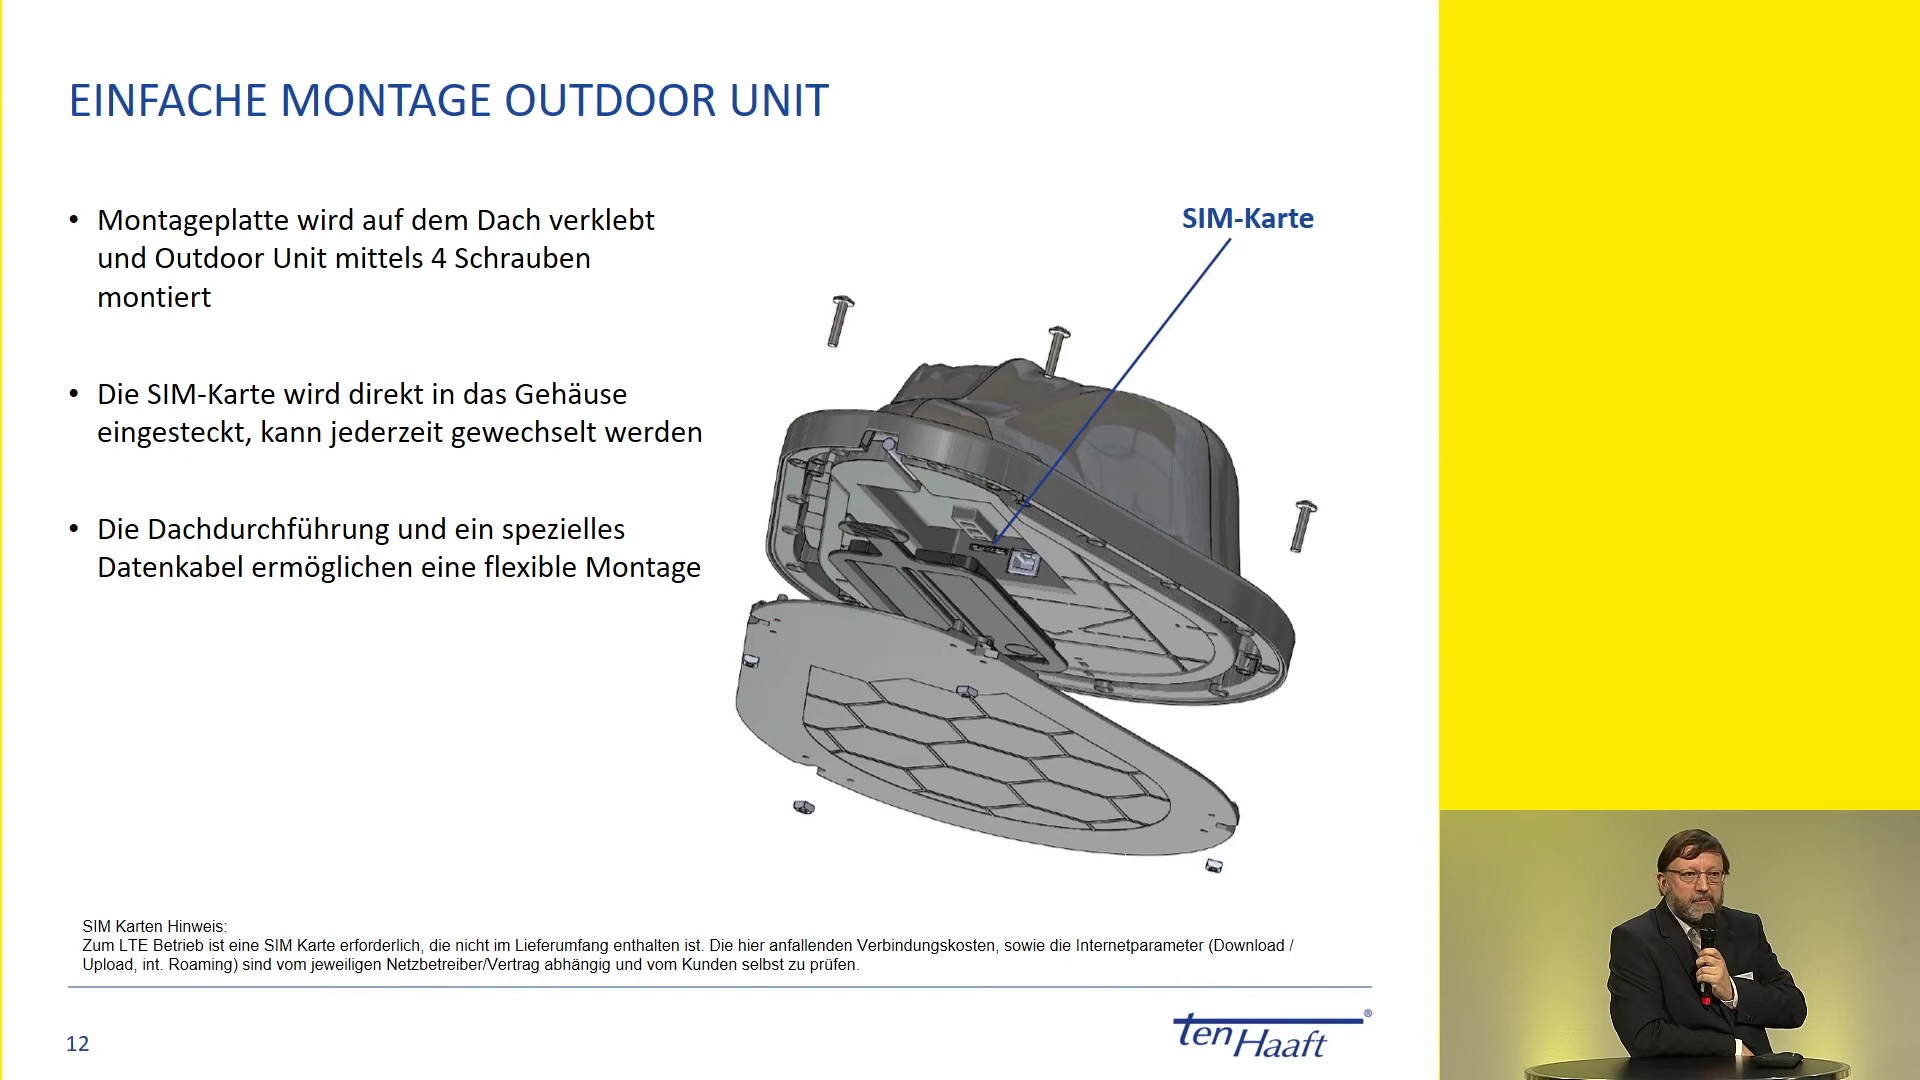 EINFACHE MONTAGE OUTDOOR UNIT
• Montageplatte wird auf dem Dach verklebt
und Outdoor Unit mittels 4 Schrauben
montiert
• Die SIM-Karte wird direkt in das Gehäuse
eingesteckt, kann jederzeit gewechselt werden
• Die Dachdurchführung und ein spezielles
Datenkabel ermöglichen eine flexible Montage
SIM-Karte
SIM Karten Hinweis:
Zum LTE Betrieb ist eine SIM Karte erforderlich, die nicht im Lieferumfang enthalten ist. Die hier anfallenden Verbindungskosten, sowie die Internetparameter (Download /
Upload, int. Roaming) sind vom jeweiligen Netzbetreiber/Vertrag abhängig und vom Kunden selbst zu prüfen.
12
ten Haaft®